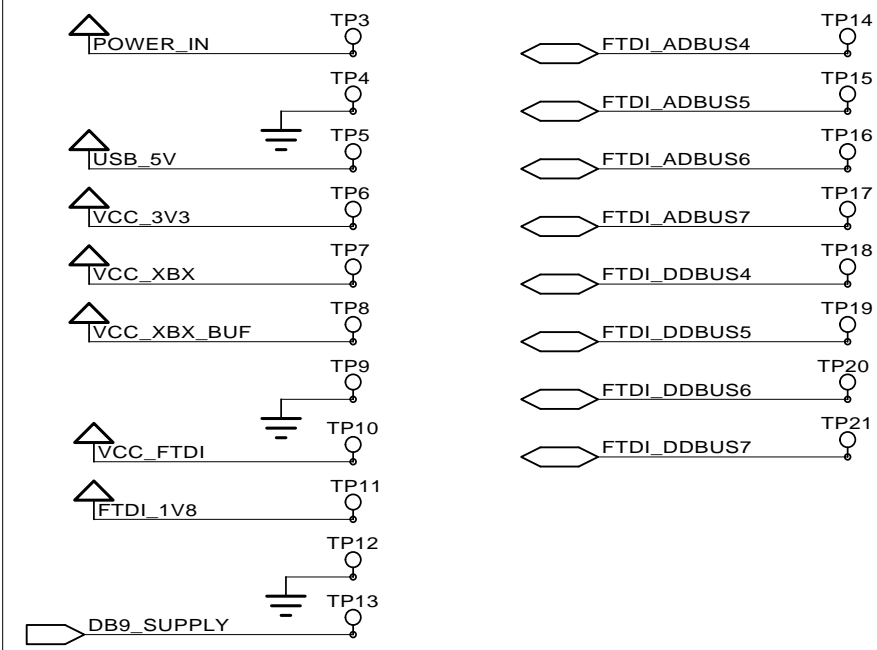 TP3
POWER_IN
TP4
TP5
USB_5V
TP6
VCC_3V3
TP7
VCC_XBX
TP8
VCC_XBX_BUF
TP9
TP10
VCC_FTDI
TP11
FTDI_1V8
TP12
TP13
DB9_SUPPLY
TP14
FTDI_ADBUS4
TP15
FTDI_ADBUS5
TP16
FTDI_ADBUS6
TP17
FTDI_ADBUS7
TP18
FTDI_DDBUS4
TP19
FTDI_DDBUS5
TP20
FTDI_DDBUS6
TP21
FTDI_DDBUS7